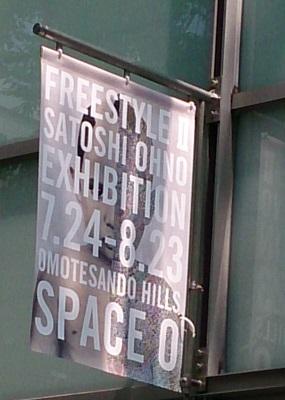 FREESTYLE II
SATOSHI OHNO
EXHIBITION
7.24-8.23
OMOTESANDO HILLS
SPACE O